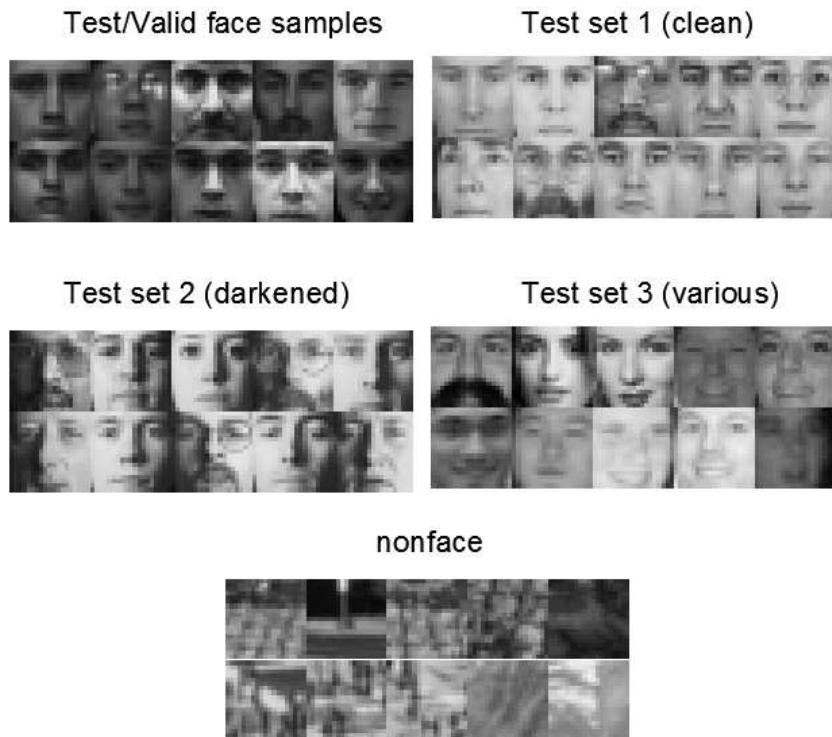 Test/Valid face samples
Test set 1 (clean)
Test set 2 (darkened)
Test set 3 (various)
nonface